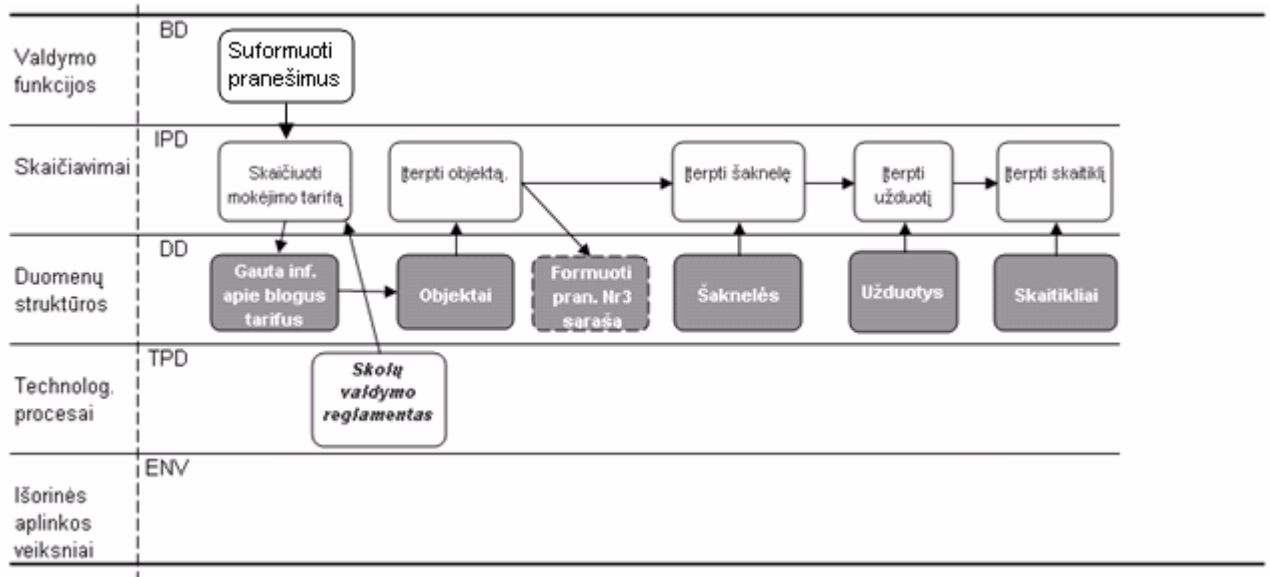 BD
Valdymo
funkcijos
Suformuoti
pranešimus
IPD
Skaičiavimai
Skaičiuoti
mokėjimo tarifą
Įterpti objektą.
Įterpti šaknelę
Įterpti
užduotį
Įterpti skaitiklį
DD
Duomenų
struktūros
Gauta inf.
apie blogus
tarifus
Objektai
Formuoti
pran. Nr3
sąrašą
Šaknelės
Užduotys
Skaitikliai
TPD
Technolog.
procesai
Skolų
valdymo
reglamentas
ENV
Išorinės
aplinkos
veiksniai